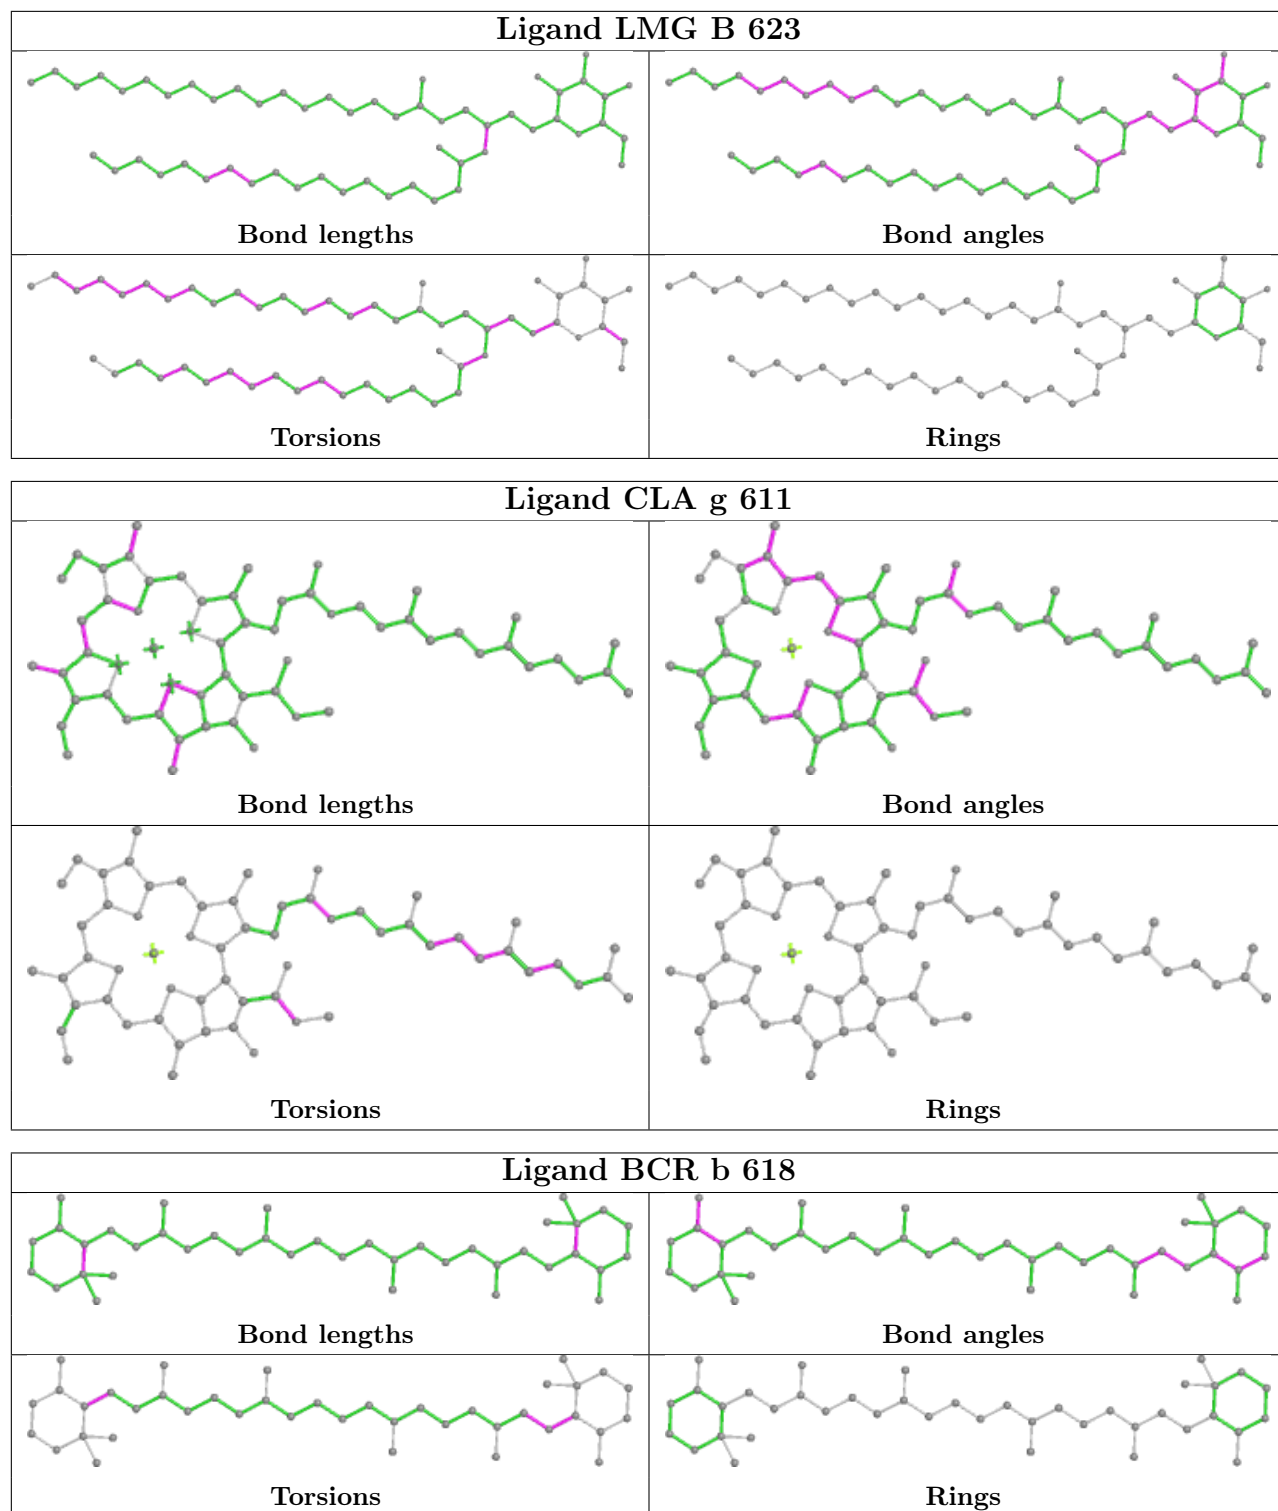 Ligand LMG B 623
Bond lengths
Bond angles
Torsions
Rings
Ligand CLA g 611
Bond lengths
Bond angles
Torsions
Rings
Ligand BCR b 618
Bond lengths
Bond angles
Torsions
Rings